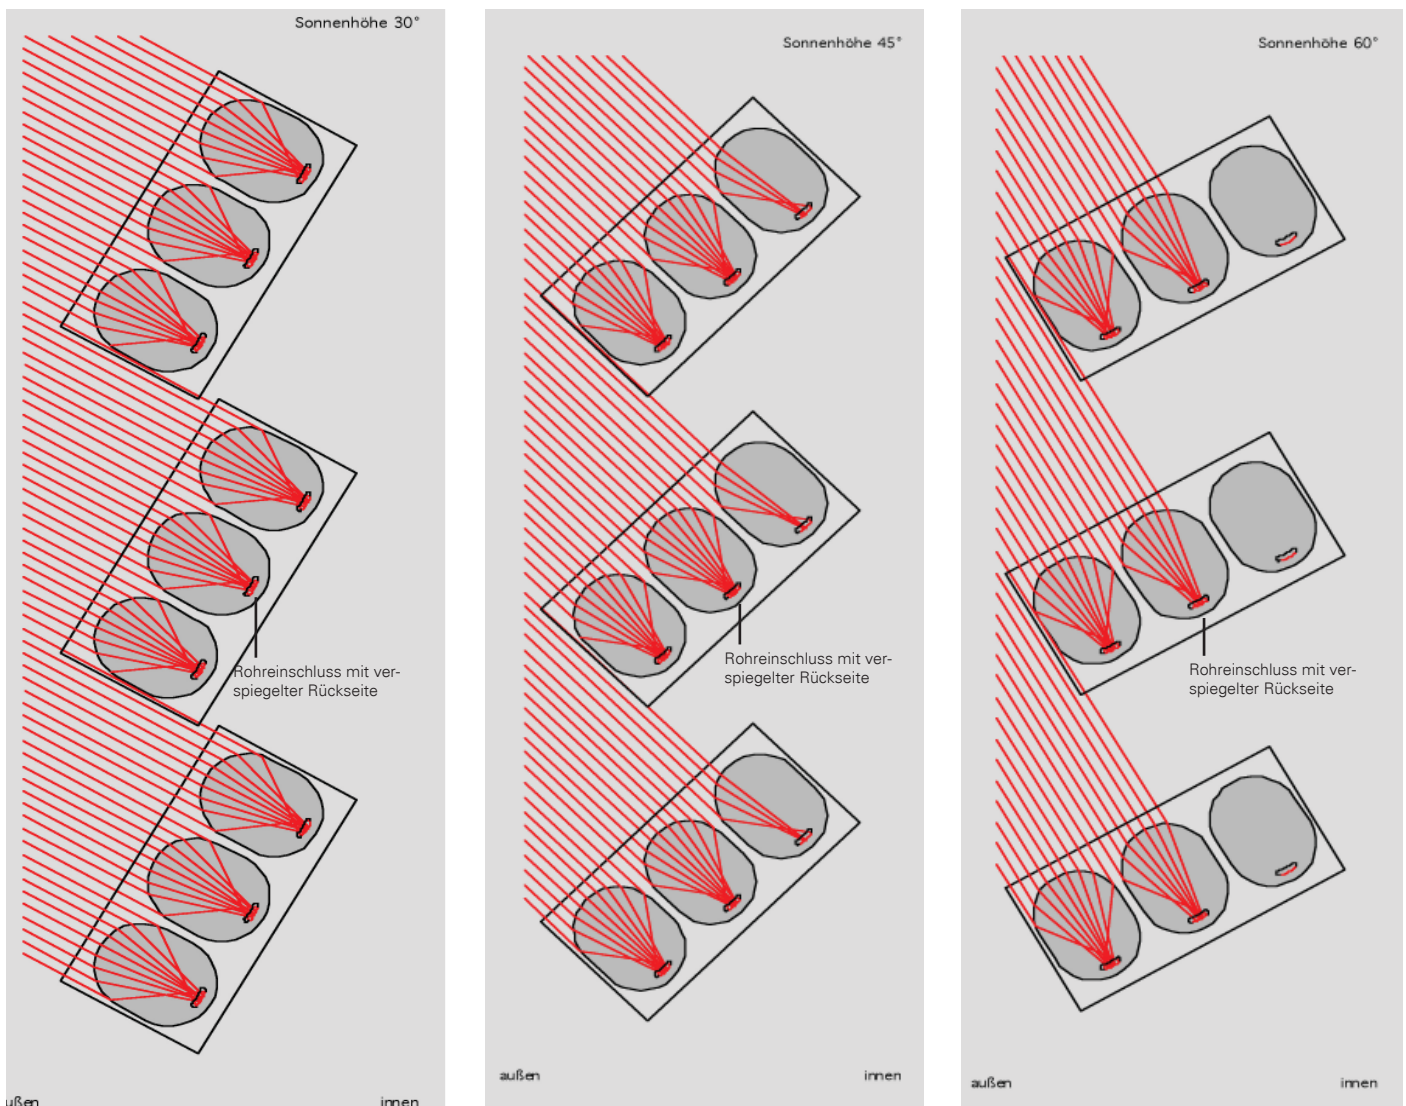 Sonnenhöhe 30°
Rohreinschluss mit ver-
spiegelter Rückseite
ußen
innen
Sonnenhöhe 45°
Rohreinschluss mit ver-
spiegelter Rückseite
außen
innen
Sonnenhöhe 60°
Rohreinschluss mit ver-
spiegelter Rückseite
außen
innen